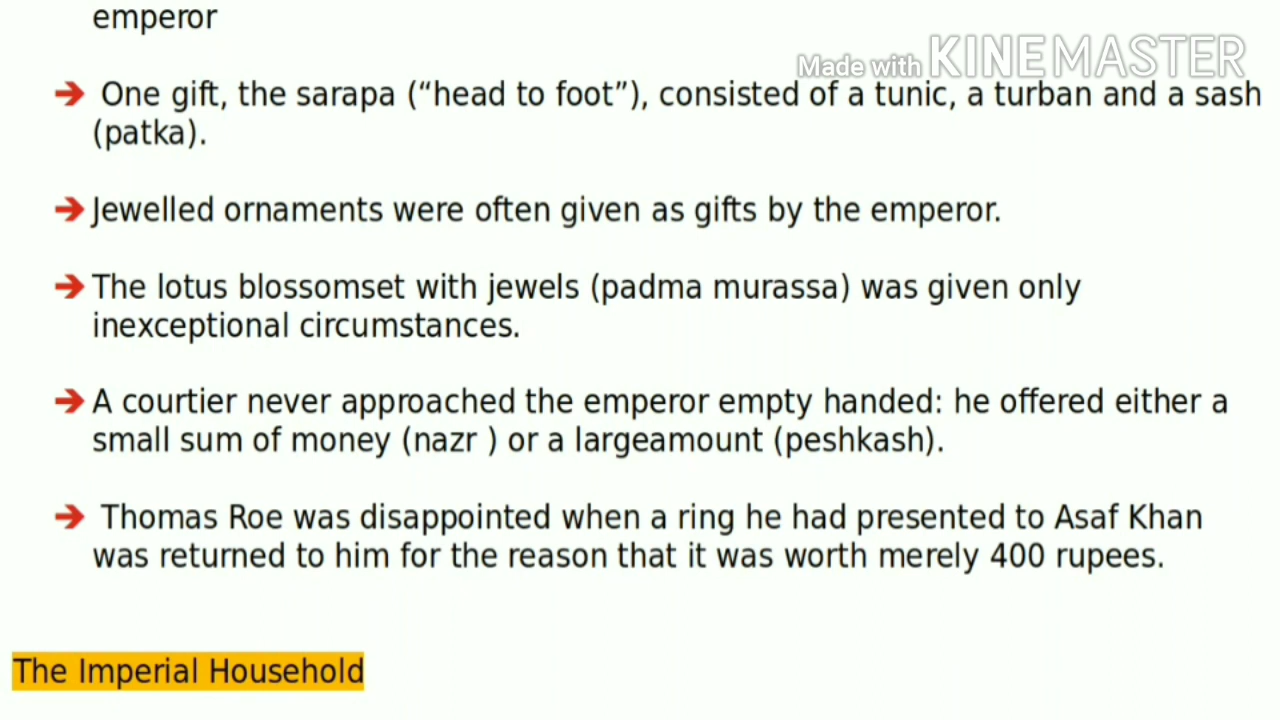 emperor
Made with KINEMASTER
➔ One gift, the sarapa (“head to foot”), consisted of a tunic, a turban and a sash
(patka).
➔ Jewelled ornaments were often given as gifts by the emperor.
➔ The lotus blossomset with jewels (padma murassa) was given only
inexceptional circumstances.
➔ A courtier never approached the emperor empty handed: he offered either a
small sum of money (nazr ) or a largeamount (peshkash).
➔ Thomas Roe was disappointed when a ring he had presented to Asaf Khan
was returned to him for the reason that it was worth merely 400 rupees.
The Imperial Household